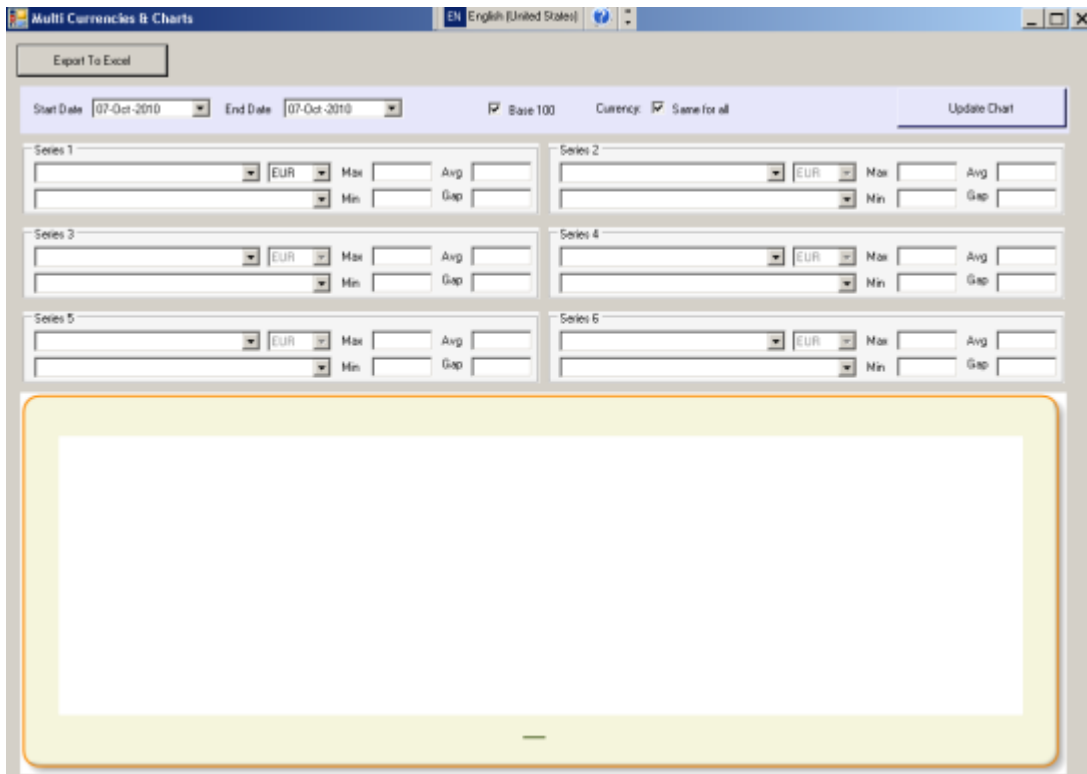 Multi Currencies & Charts
EN English (United States)
Export To Excel
Start Date 07-Oct-2010 End Date 07-Oct-2010 Base 100 Currency: Same for all Update Chart
Series 1
EUR Max Avg
Min Gap
Series 2
EUR Max Avg
Min Gap
Series 3
EUR Max Avg
Min Gap
Series 4
EUR Max Avg
Min Gap
Series 5
EUR Max Avg
Min Gap
Series 6
EUR Max Avg
Min Gap